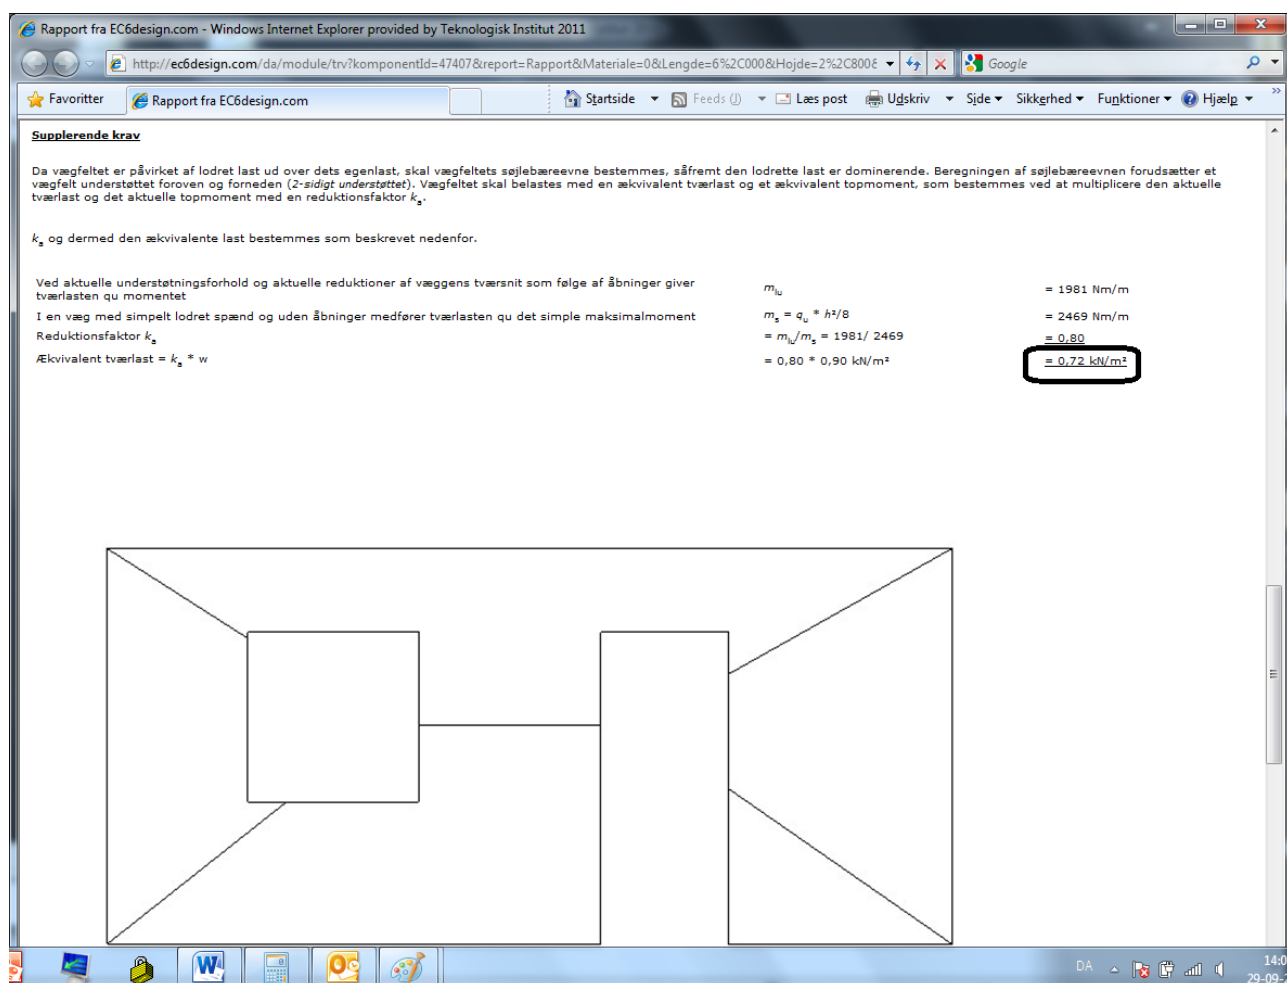 Rapport fra EC6design.com - Windows Internet Explorer provided by Teknologisk Institut 2011
http://ec6design.com/da/module/trv?komponentId=47407&report=Rapport&Materiale=0&Lengde=6%2C000&Hojde=2%2C800&
Google
Favoritter
Rapport fra EC6design.com
Startside
Feeds (J)
Læs post
Udskriv
Side
Sikkerhed
Funktioner
Hjælp
Supplerende krav
Da vægfeltet er påvirket af lodret last ud over dets egenlast, skal vægfeltets søjlebæreevne bestemmes, såfremt den lodrette last er dominerende. Beregningen af søjlebæreevnen forudsætter et
vægfelt understøttet foroven og forneden (2-sidigt understøttet). Vægfeltet skal belastes med en ækvivalent tværlast og et ækvivalent topmoment, som bestemmes ved at multiplicere den aktuelle
tværlast og det aktuelle topmoment med en reduktionsfaktor ka.
ka og dermed den ækvivalente last bestemmes som beskrevet nedenfor.
Ved aktuelle understøtningsforhold og aktuelle reduktioner af væggens tværsnit som følge af åbninger giver
tværlasten qu momentet
mlu
= 1981 Nm/m
I en væg med simpelt lodret spænd og uden åbninger medfører tværlasten qu det simple maksimalmoment
ms = qu * h²/8
= 2469 Nm/m
Reduktionsfaktor ka
= mlu/ms = 1981/ 2469
= 0,80
Ækvivalent tværlast = ka * w
= 0,80 * 0,90 kN/m²
= 0,72 kN/m²
DA